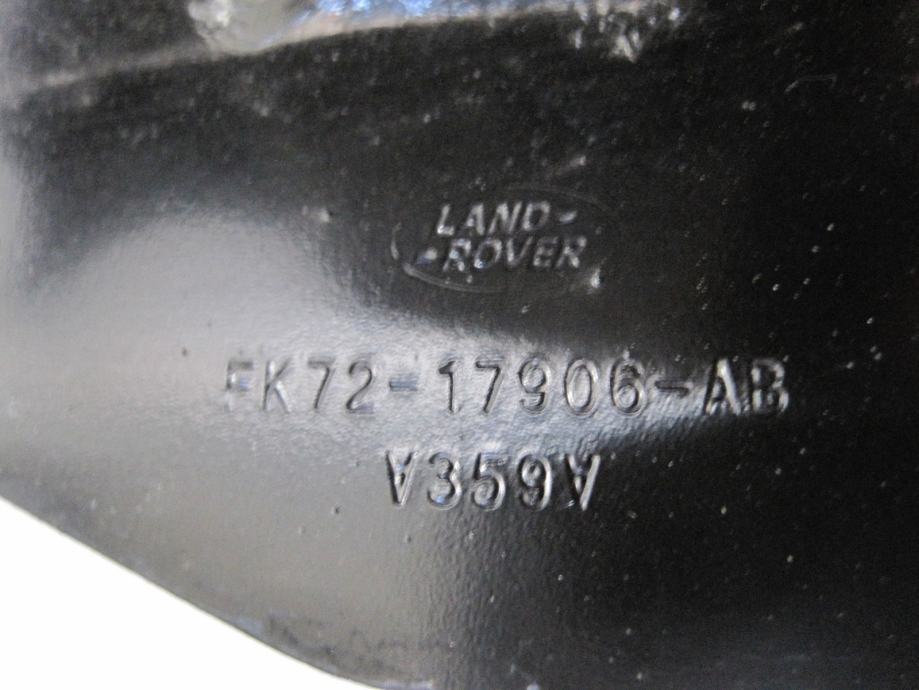 LAND-
-ROVER
FK72-17906-AB
V359V